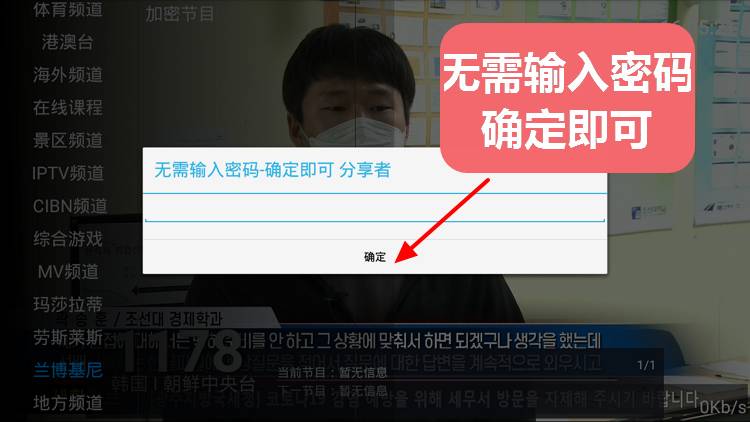 体育频道
加密节目
港澳台
海外频道
在线课程
景区频道
IPTV频道
CIBN频道
综合游戏
MV频道
玛莎拉蒂
劳斯莱斯
兰博基尼
地方频道
无需输入密码
确定即可
无需输入密码-确定即可 分享者
确定
훈 / 조선대 경제학과
안 하고 그 상황에 맞춰서 하면 되겠구나 생각을 했는데
질문에 대한 답변을 계속적으로 외우시고
1178
韩国 | 朝鲜中央台
当前节目：暂无信息
下一节目：暂无信息
1/1
위해 세무서 방문을 자제해 주시기 바랍니다
0Kb/s